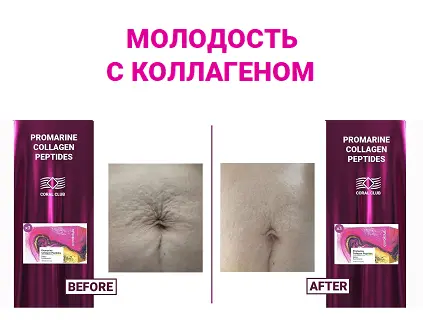 МОЛОДОСТЬ
С КОЛЛАГЕНОМ
PROMARINE
COLLAGEN
PEPTIDES
CORAL CLUB
BEFORE
PROMARINE
COLLAGEN
PEPTIDES
CORAL CLUB
AFTER